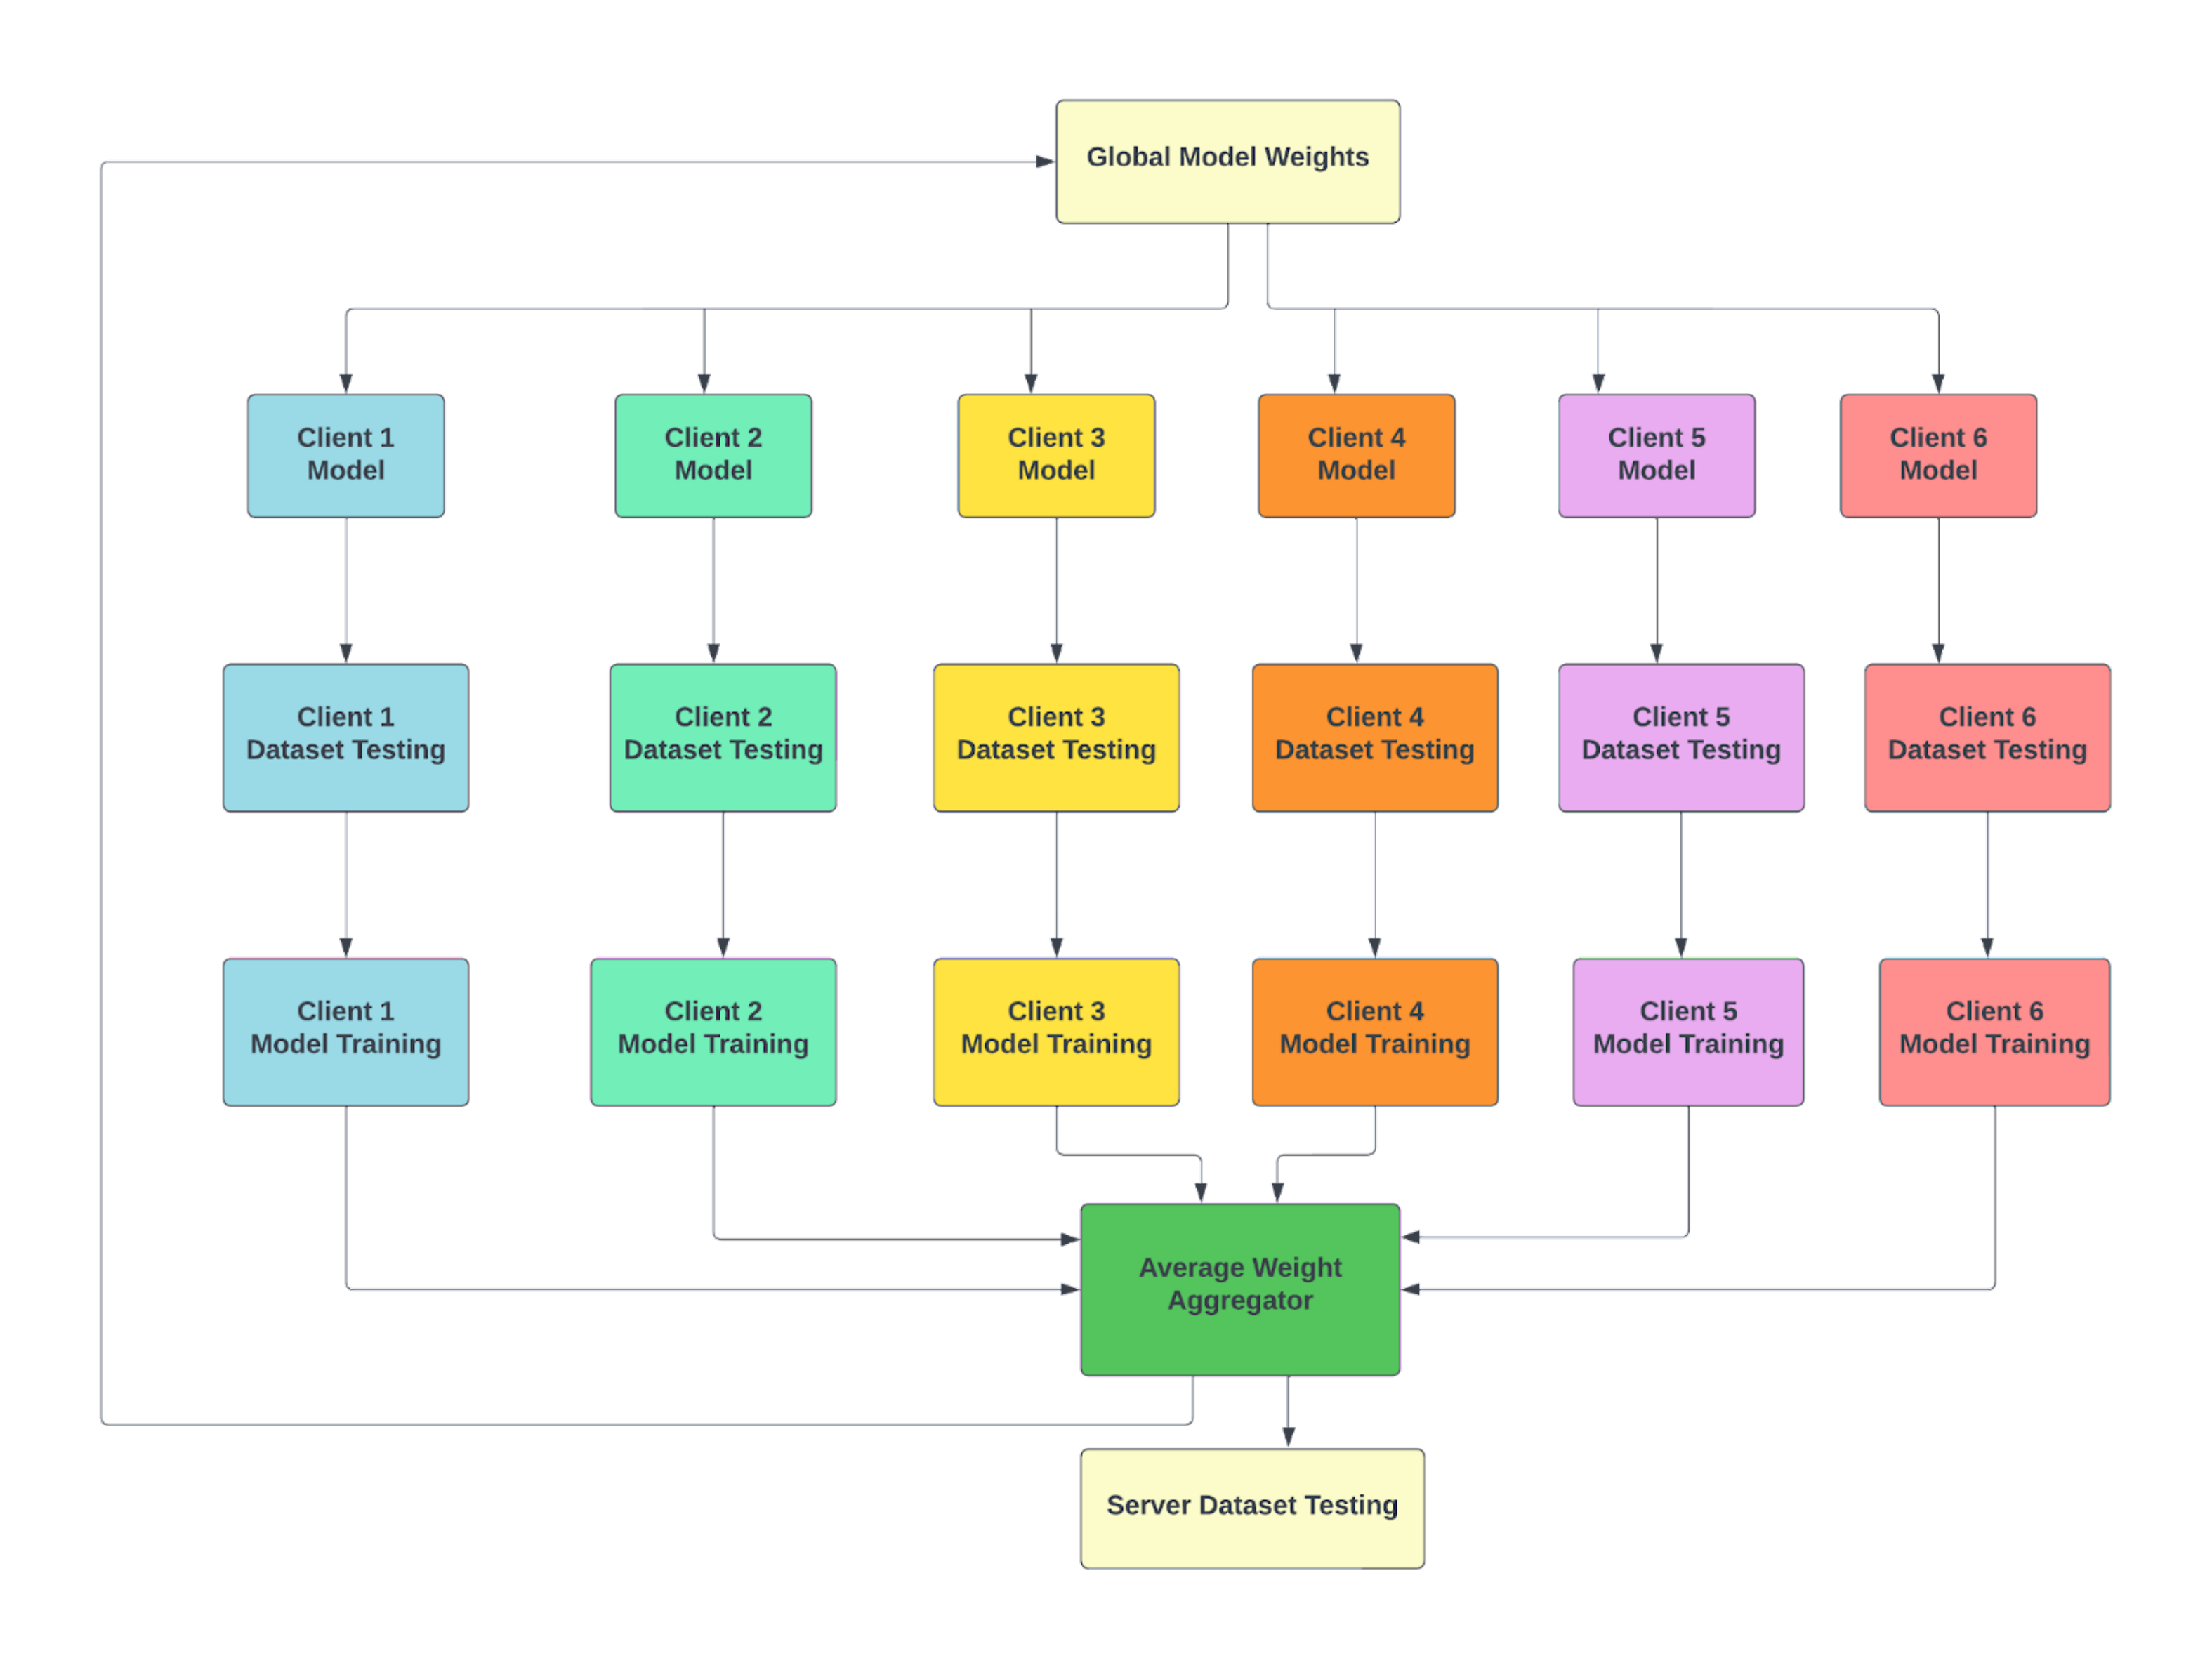 Global Model Weights
Client 1
Model
Client 2
Model
Client 3
Model
Client 4
Model
Client 5
Model
Client 6
Model
Client 1
Dataset Testing
Client 2
Dataset Testing
Client 3
Dataset Testing
Client 4
Dataset Testing
Client 5
Dataset Testing
Client 6
Dataset Testing
Client 1
Model Training
Client 2
Model Training
Client 3
Model Training
Client 4
Model Training
Client 5
Model Training
Client 6
Model Training
Average Weight
Aggregator
Server Dataset Testing